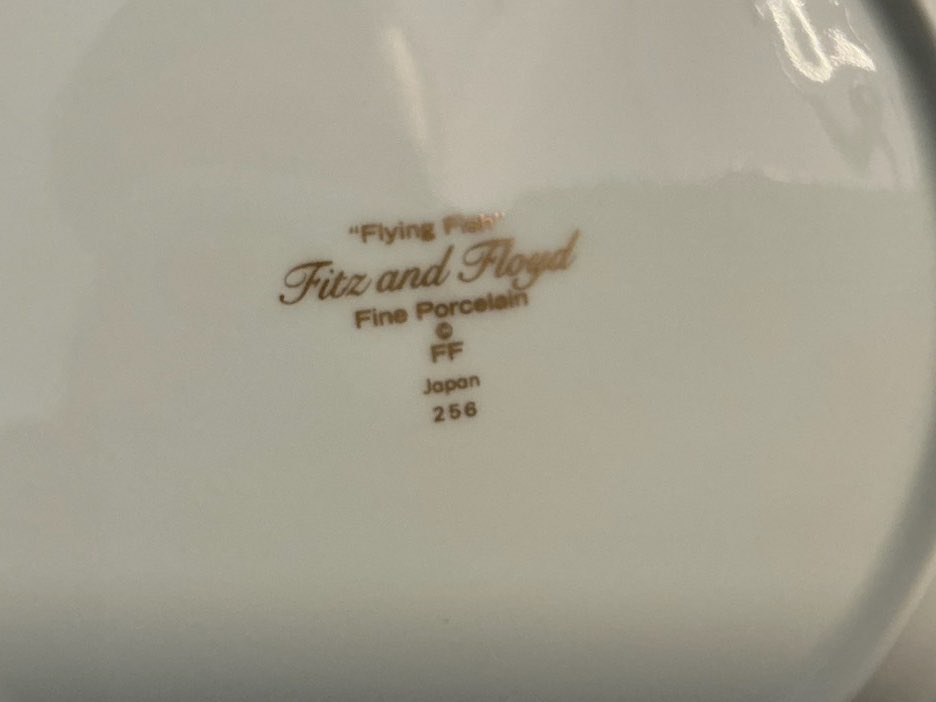 "Flying Fish"
Fitz and Floyd
Fine Porcelain
©
FF
Japan
256